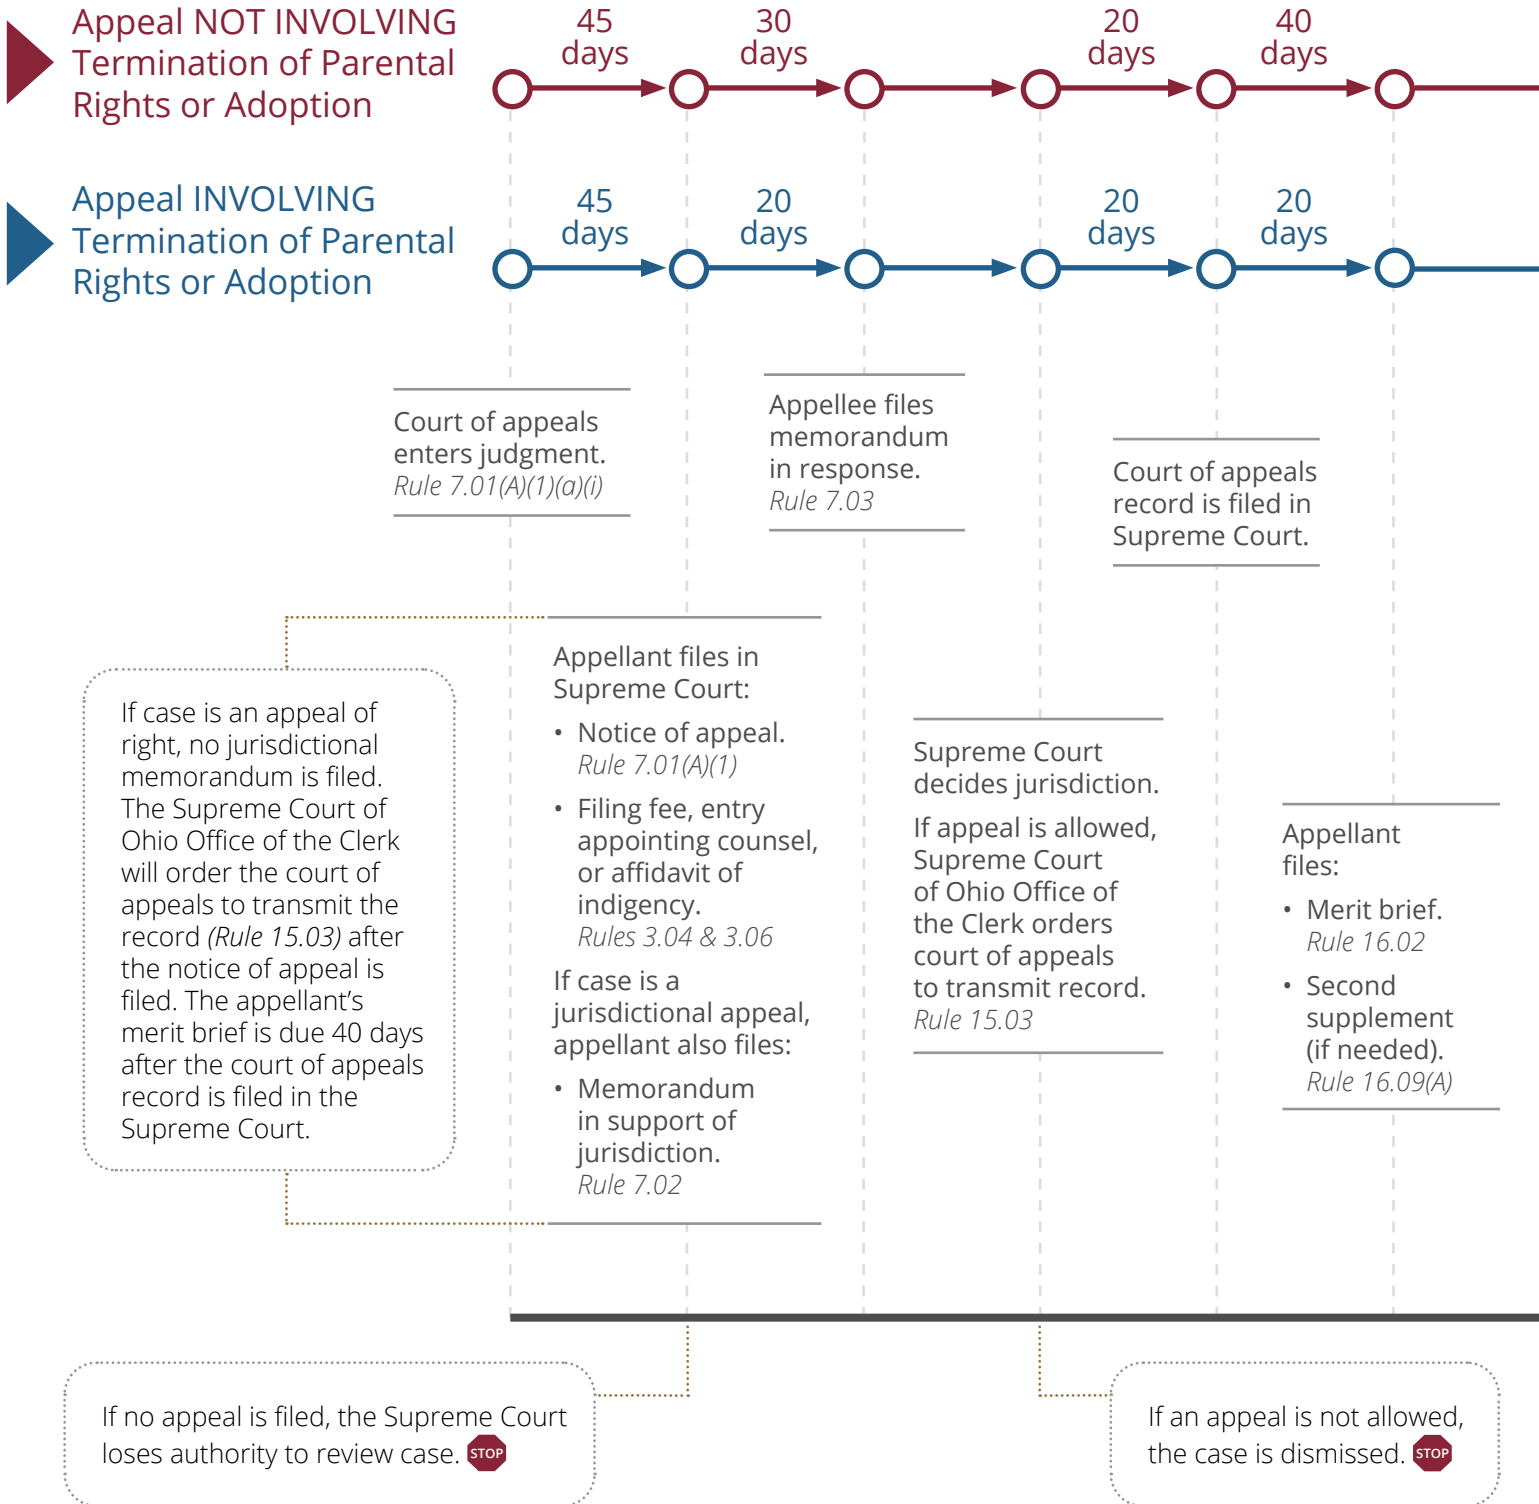 Appeal NOT INVOLVING
Termination of Parental
Rights or Adoption
45
days
30
days
20
days
40
days
Appeal INVOLVING
Termination of Parental
Rights or Adoption
45
days
20
days
20
days
20
days
Court of appeals
enters judgment.
Rule 7.01(A)(1)(a)(i)
Appellee files
memorandum
in response.
Rule 7.03
Court of appeals
record is filed in
Supreme Court.
If case is an appeal of
right, no jurisdictional
memorandum is filed.
The Supreme Court of
Ohio Office of the Clerk
will order the court of
appeals to transmit the
record (Rule 15.03) after
the notice of appeal is
filed. The appellant’s
merit brief is due 40 days
after the court of appeals
record is filed in the
Supreme Court.
Appellant files in
Supreme Court:
• Notice of appeal.
Rule 7.01(A)(1)
• Filing fee, entry
appointing counsel,
or affidavit of
indigency.
Rules 3.04 & 3.06
If case is a
jurisdictional appeal,
appellant also files:
• Memorandum
in support of
jurisdiction.
Rule 7.02
Supreme Court
decides jurisdiction.
If appeal is allowed,
Supreme Court
of Ohio Office of
the Clerk orders
court of appeals
to transmit record.
Rule 15.03
Appellant
files:
• Merit brief.
Rule 16.02
• Second
supplement
(if needed).
Rule 16.09(A)
If no appeal is filed, the Supreme Court
loses authority to review case. STOP
If an appeal is not allowed,
the case is dismissed. STOP